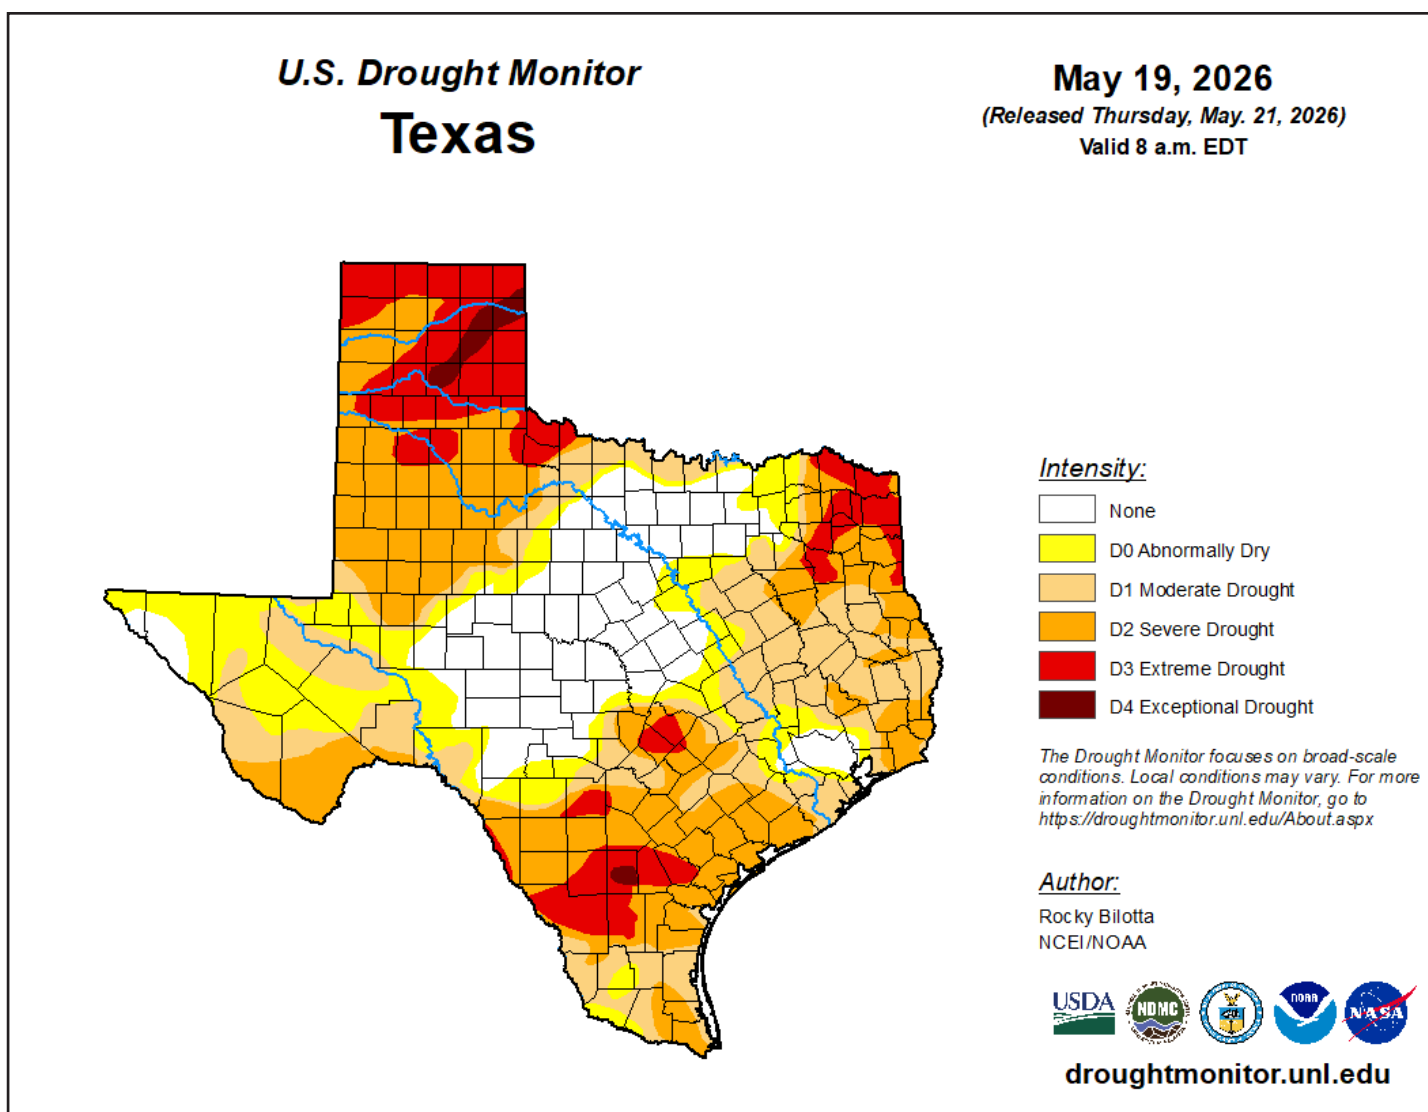 U.S. Drought Monitor
Texas
May 19, 2026
(Released Thursday, May. 21, 2026)
Valid 8 a.m. EDT
Intensity:
None
D0 Abnormally Dry
D1 Moderate Drought
D2 Severe Drought
D3 Extreme Drought
D4 Exceptional Drought
The Drought Monitor focuses on broad-scale
conditions. Local conditions may vary. For more
information on the Drought Monitor, go to
https://droughtmonitor.unl.edu/About.aspx
Author:
Rocky Bilotta
NCEI/NOAA
USDA
NDMC
NOAA
NASA
droughtmonitor.unl.edu